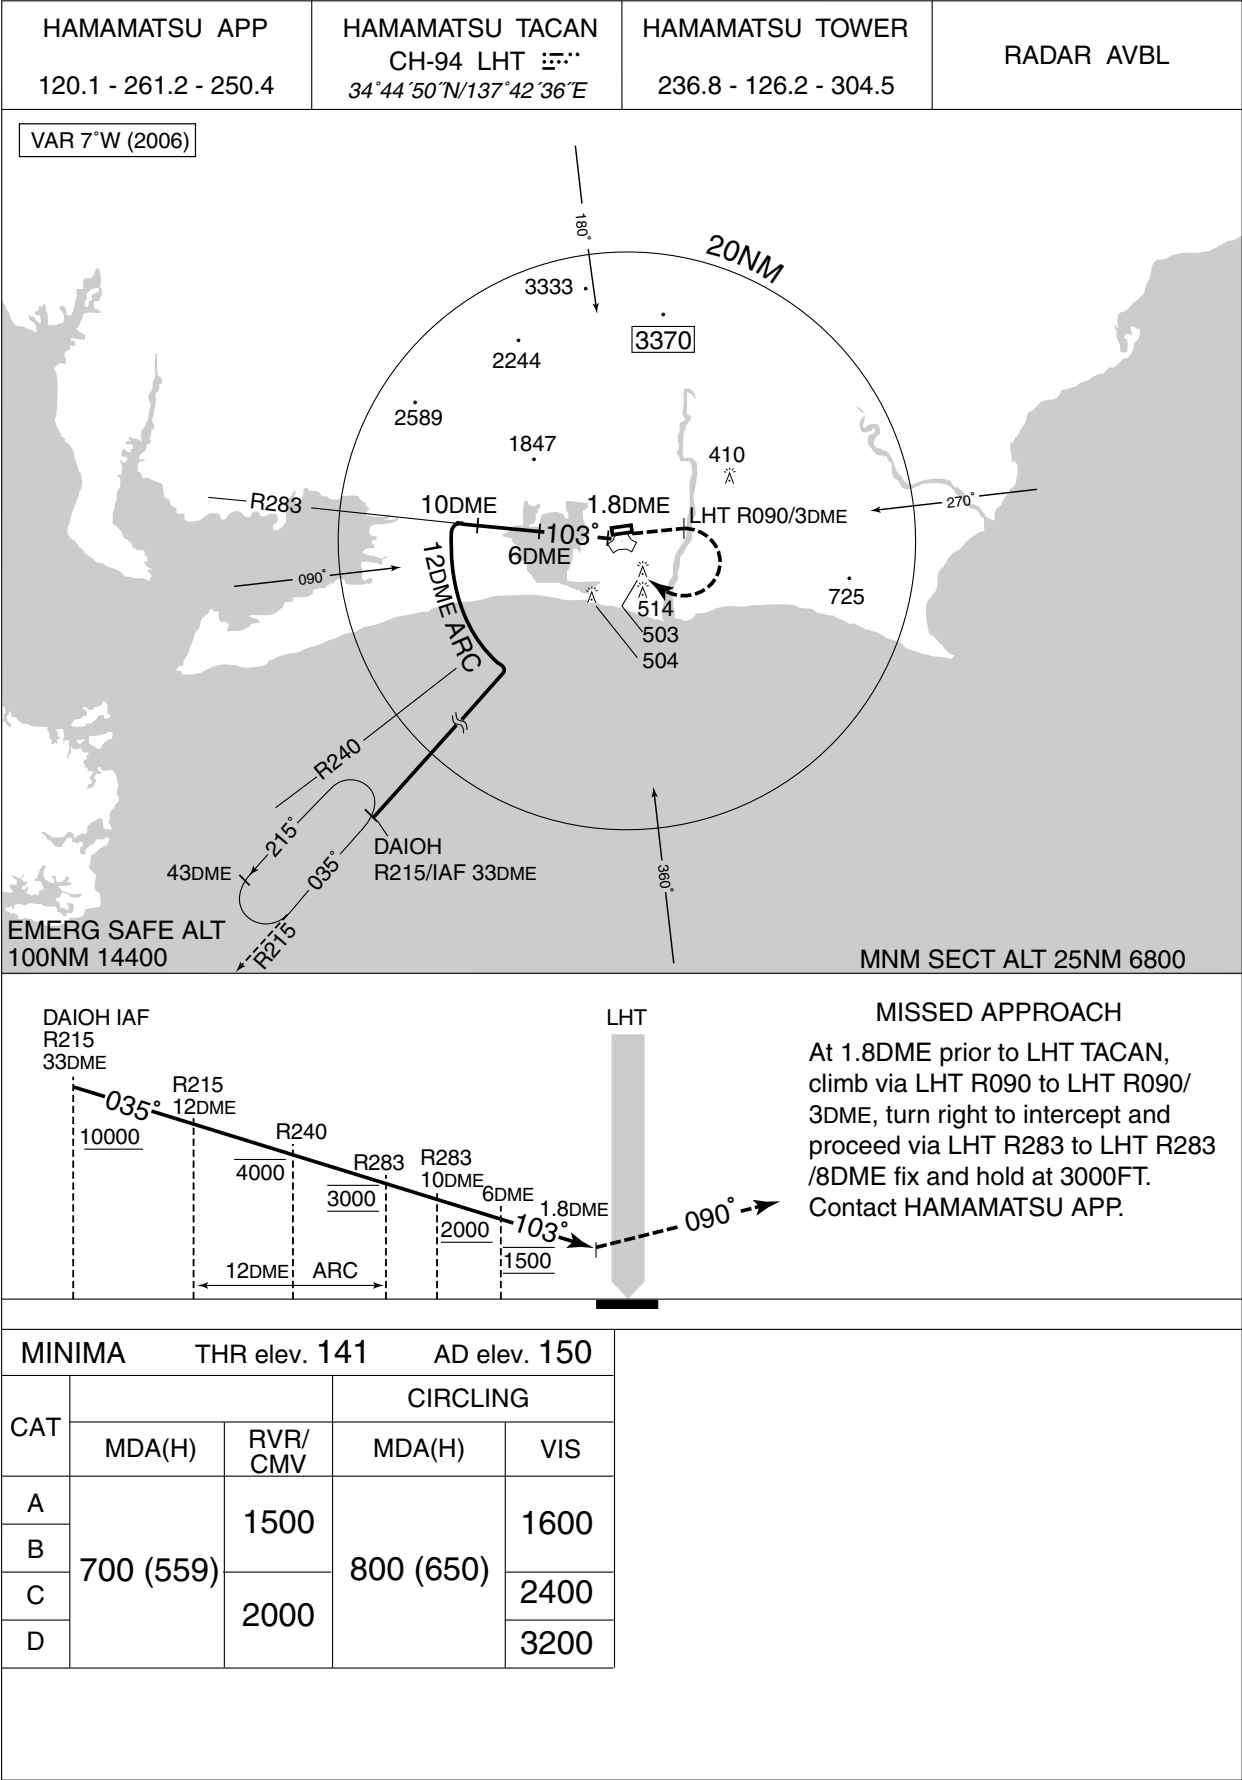 HAMAMATSU APP
120.1 - 261.2 - 250.4
HAMAMATSU TACAN
CH-94 LHT
34°44´50˝N/137°42´36˝E
HAMAMATSU TOWER
236.8 - 126.2 - 304.5
RADAR AVBL
VAR 7°W (2006)
180°
20NM
3333
3370
2244
2589
1847
410
R283
10DME
1.8DME
LHT R090/3DME
270°
103°
6DME
090°
12DME ARC
725
514
503
504
R240
215°
035°
DAIOH
R215/IAF 33DME
43DME
360°
R215
EMERG SAFE ALT
100NM 14400
MNM SECT ALT 25NM 6800
DAIOH IAF
R215
33DME
035°
R215
12DME
10000
R240
4000
R283
3000
R283
10DME
2000
6DME
1500
103°
1.8DME
12DME ARC
LHT
090°
MISSED APPROACH
At 1.8DME prior to LHT TACAN,
climb via LHT R090 to LHT R090/
3DME, turn right to intercept and
proceed via LHT R283 to LHT R283
/8DME fix and hold at 3000FT.
Contact HAMAMATSU APP.
MINIMA THR elev. 141 AD elev. 150
CAT
CIRCLING
MDA(H)
RVR/
CMV
MDA(H)
VIS
A
B
C
D
700 (559)
1500
2000
800 (650)
1600
2400
3200